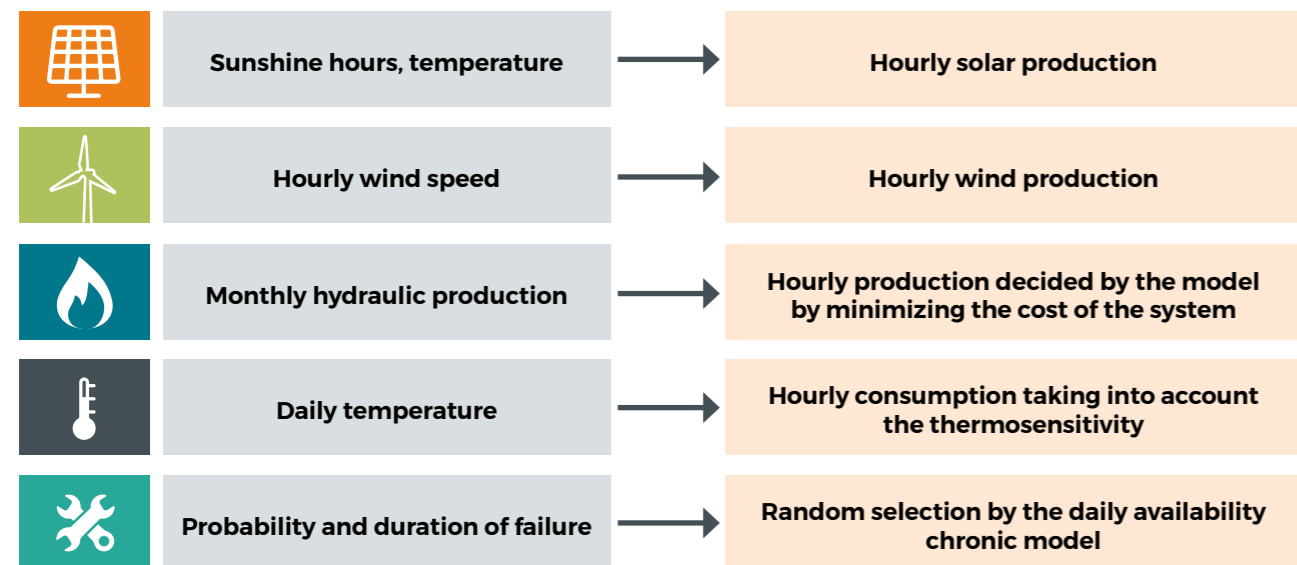 Sunshine hours, temperature
Hourly solar production
Hourly wind speed
Hourly wind production
Monthly hydraulic production
Hourly production decided by the model
by minimizing the cost of the system
Daily temperature
Hourly consumption taking into account
the thermosensitivity
Probability and duration of failure
Random selection by the daily availability
chronic model